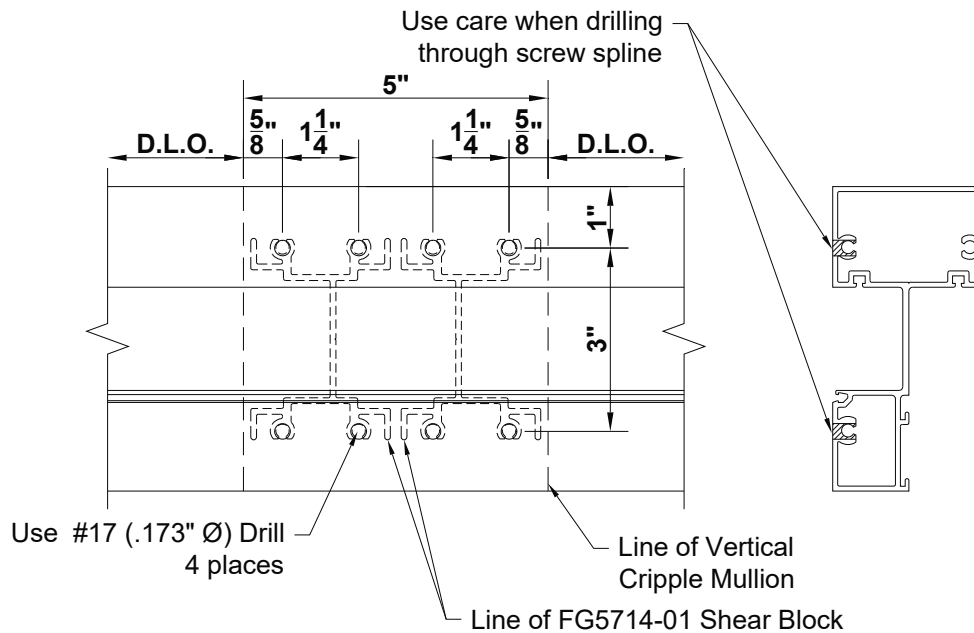 Use care when drilling
through screw spline
5"
5/8" 1 1/4" 1 1/4" 5/8"
D.L.O. D.L.O.
1"
3"
Use #17 (.173" Ø) Drill
4 places
Line of Vertical
Cripple Mullion
Line of FG5714-01 Shear Block